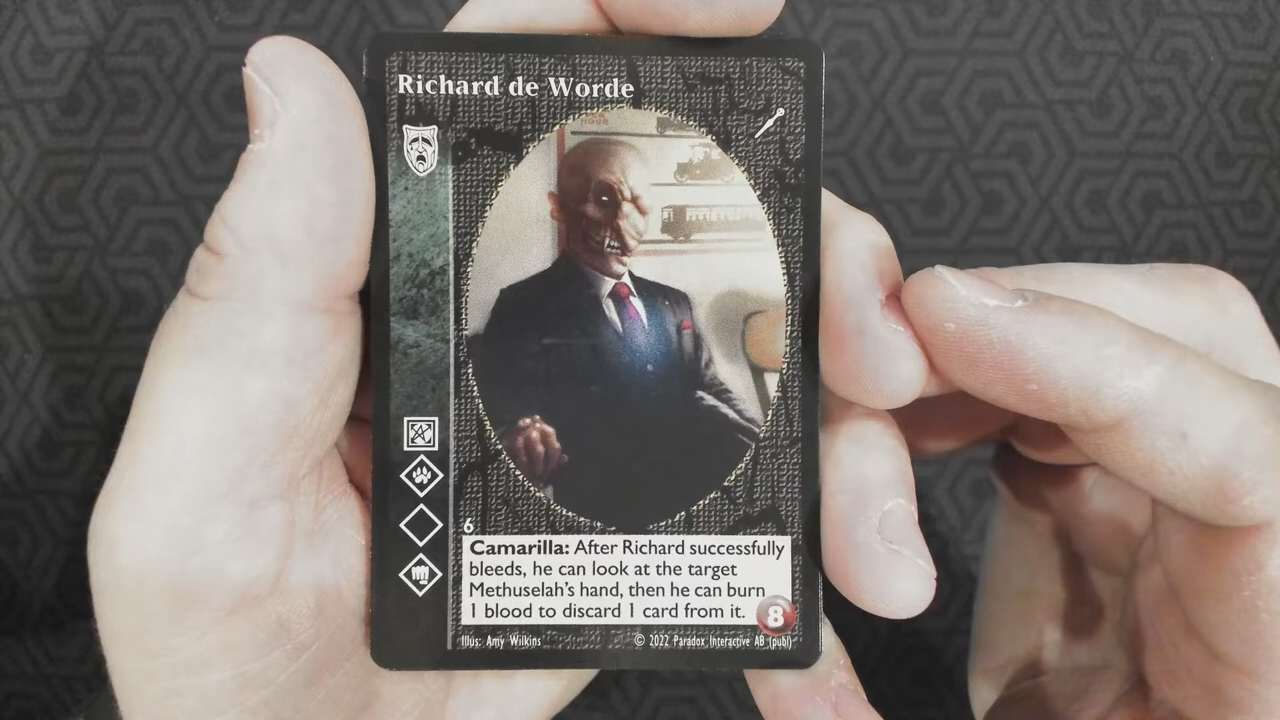 Richard de Worde
6
Camarilla: After Richard successfully
bleeds, he can look at the target
Methuselah's hand, then he can burn
1 blood to discard 1 card from it.
8
Illus: Amy Wilkins
© 2022 Paradox Interactive AB (publ)